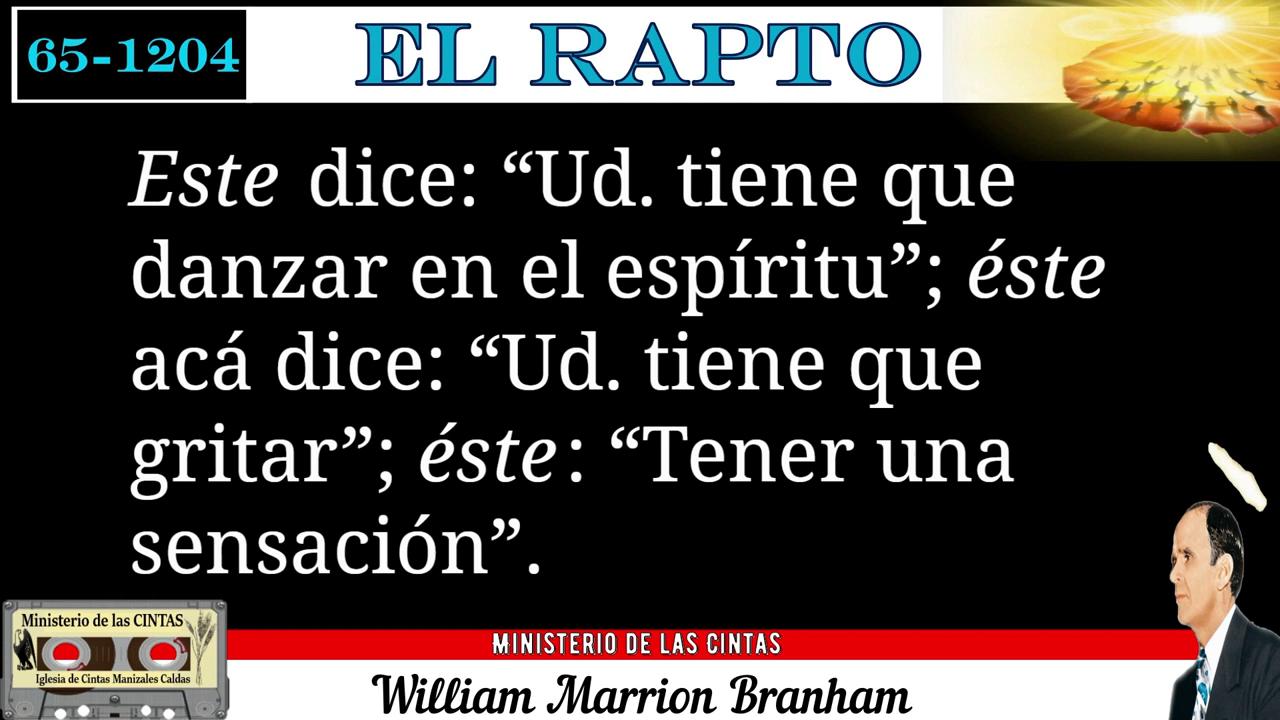 65-1204
EL RAPTO
Este dice: “Ud. tiene que
danzar en el espíritu”; éste
acá dice: “Ud. tiene que
gritar”; éste: “Tener una
sensación”.
Ministerio de las CINTAS
Iglesia de Cintas Manizales Caldas
MINISTERIO DE LAS CINTAS
William Marrion Branham